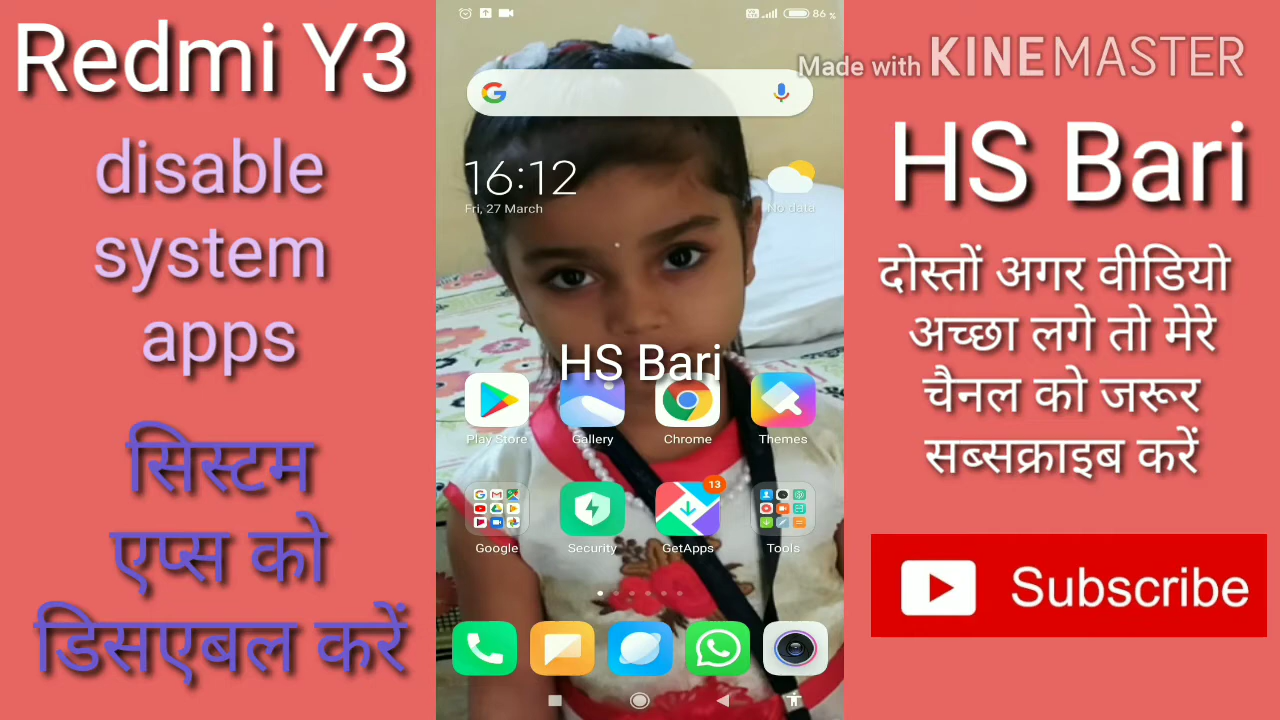 Redmi Y3
disable
system
apps
सिस्टम
एप्स को
डिसएबल करें
86 %
16:12
Fri, 27 March
No data
HS Bari
Play Store
Gallery
Chrome
Themes
13
Google
Security
GetApps
Tools
Made with KINEMASTER
HS Bari
दोस्तों अगर वीडियो
अच्छा लगे तो मेरे
चैनल को जरूर
सब्सक्राइब करें
Subscribe